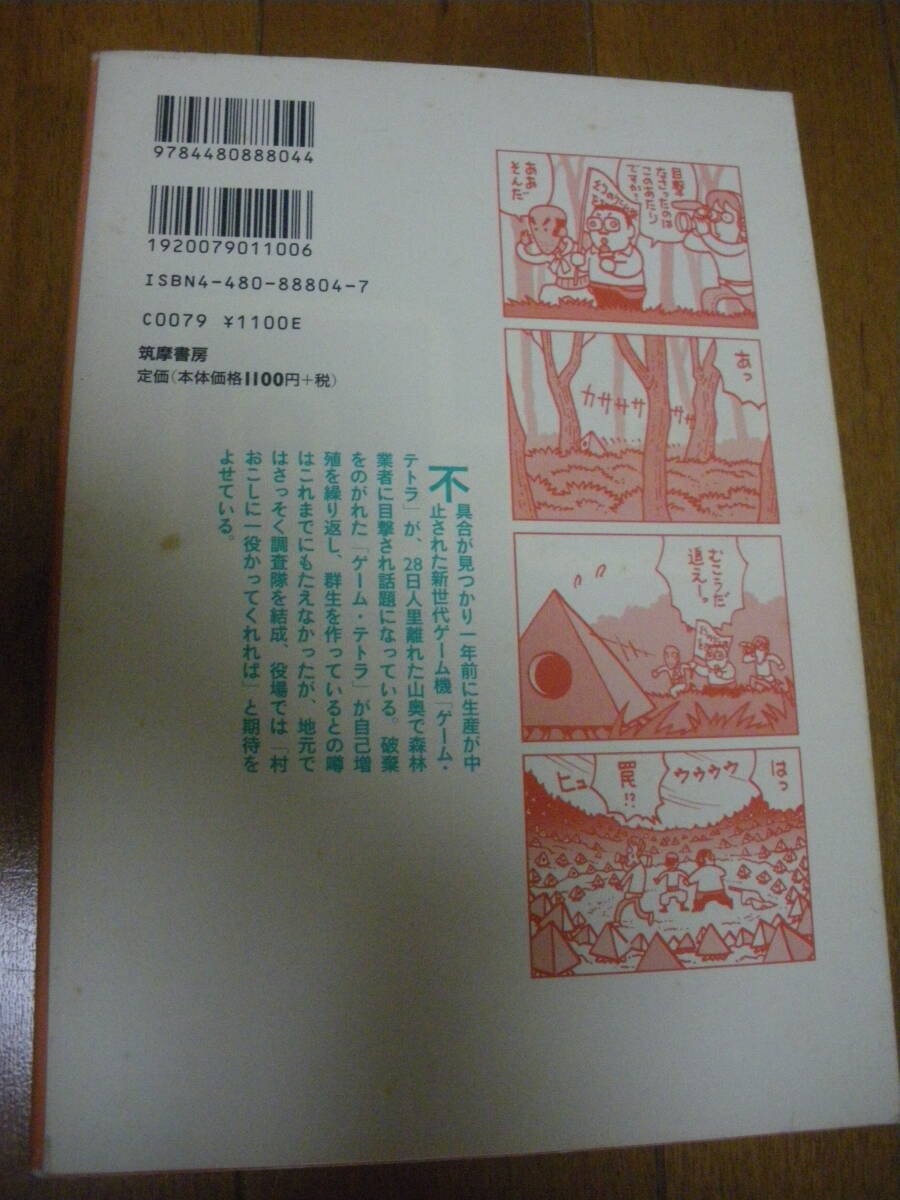 9784480888044
1920079011006
ISBN4-480-88804-7
C0079 ¥1100E
筑摩書房
定価(本体価格1100円+税)
不具合が見つかり一年前に生産が中
止された新世代ゲーム機「ゲーム・
テトラ」が、28日人里離れた山奥で森林
業者に目撃され話題になっている。破棄
をのがれた「ゲーム・テトラ」が自己増
殖を繰り返し、群生を作っているとの噂
はこれまでにもたえなかったが、地元で
はさっそく調査隊を結成、役場では「村
おこしに一役かってくれれば」と期待を
よせている。
目撃
なさったのは
このあたり
ですか?
ああ
そんだ
あっ
カサササ
ササ
むこうだ
追えーっ
はっ
ウゥウウ
罠!?
ヒュ